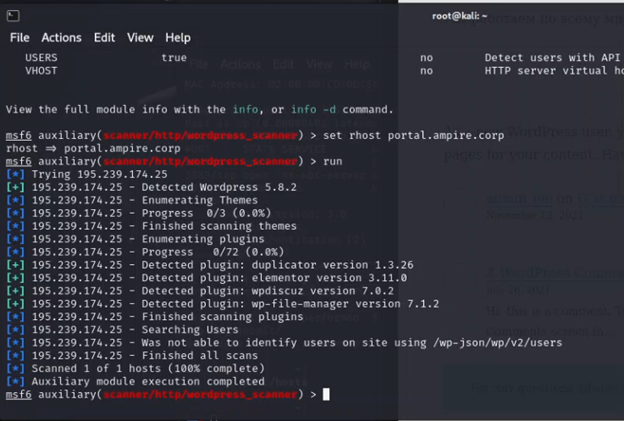 root@kali: ~
File Actions Edit View Help
USERS true no Detect users with API
VHOST no HTTP server virtual
View the full module info with the info, or info -d command.
msf6 auxiliary(scanner/http/wordpress_scanner) > set rhost portal.ampire.corp
rhost => portal.ampire.corp
msf6 auxiliary(scanner/http/wordpress_scanner) > run
[*] Trying 195.239.174.25
[+] 195.239.174.25 - Detected Wordpress 5.8.2
[*] 195.239.174.25 - Enumerating Themes
[*] 195.239.174.25 - Progress 0/3 (0.0%)
[*] 195.239.174.25 - Finished scanning themes
[*] 195.239.174.25 - Enumerating plugins
[*] 195.239.174.25 - Progress 0/72 (0.0%)
[+] 195.239.174.25 - Detected plugin: duplicator version 1.3.26
[+] 195.239.174.25 - Detected plugin: elementor version 3.11.0
[+] 195.239.174.25 - Detected plugin: wpdiscuz version 7.0.2
[+] 195.239.174.25 - Detected plugin: wp-file-manager version 7.1.2
[*] 195.239.174.25 - Finished scanning plugins
[*] 195.239.174.25 - Searching Users
[*] 195.239.174.25 - Was not able to identify users on site using /wp-json/wp/v2/users
[*] 195.239.174.25 - Finished all scans
[*] Scanned 1 of 1 hosts (100% complete)
[*] Auxiliary module execution completed
msf6 auxiliary(scanner/http/wordpress_scanner) >